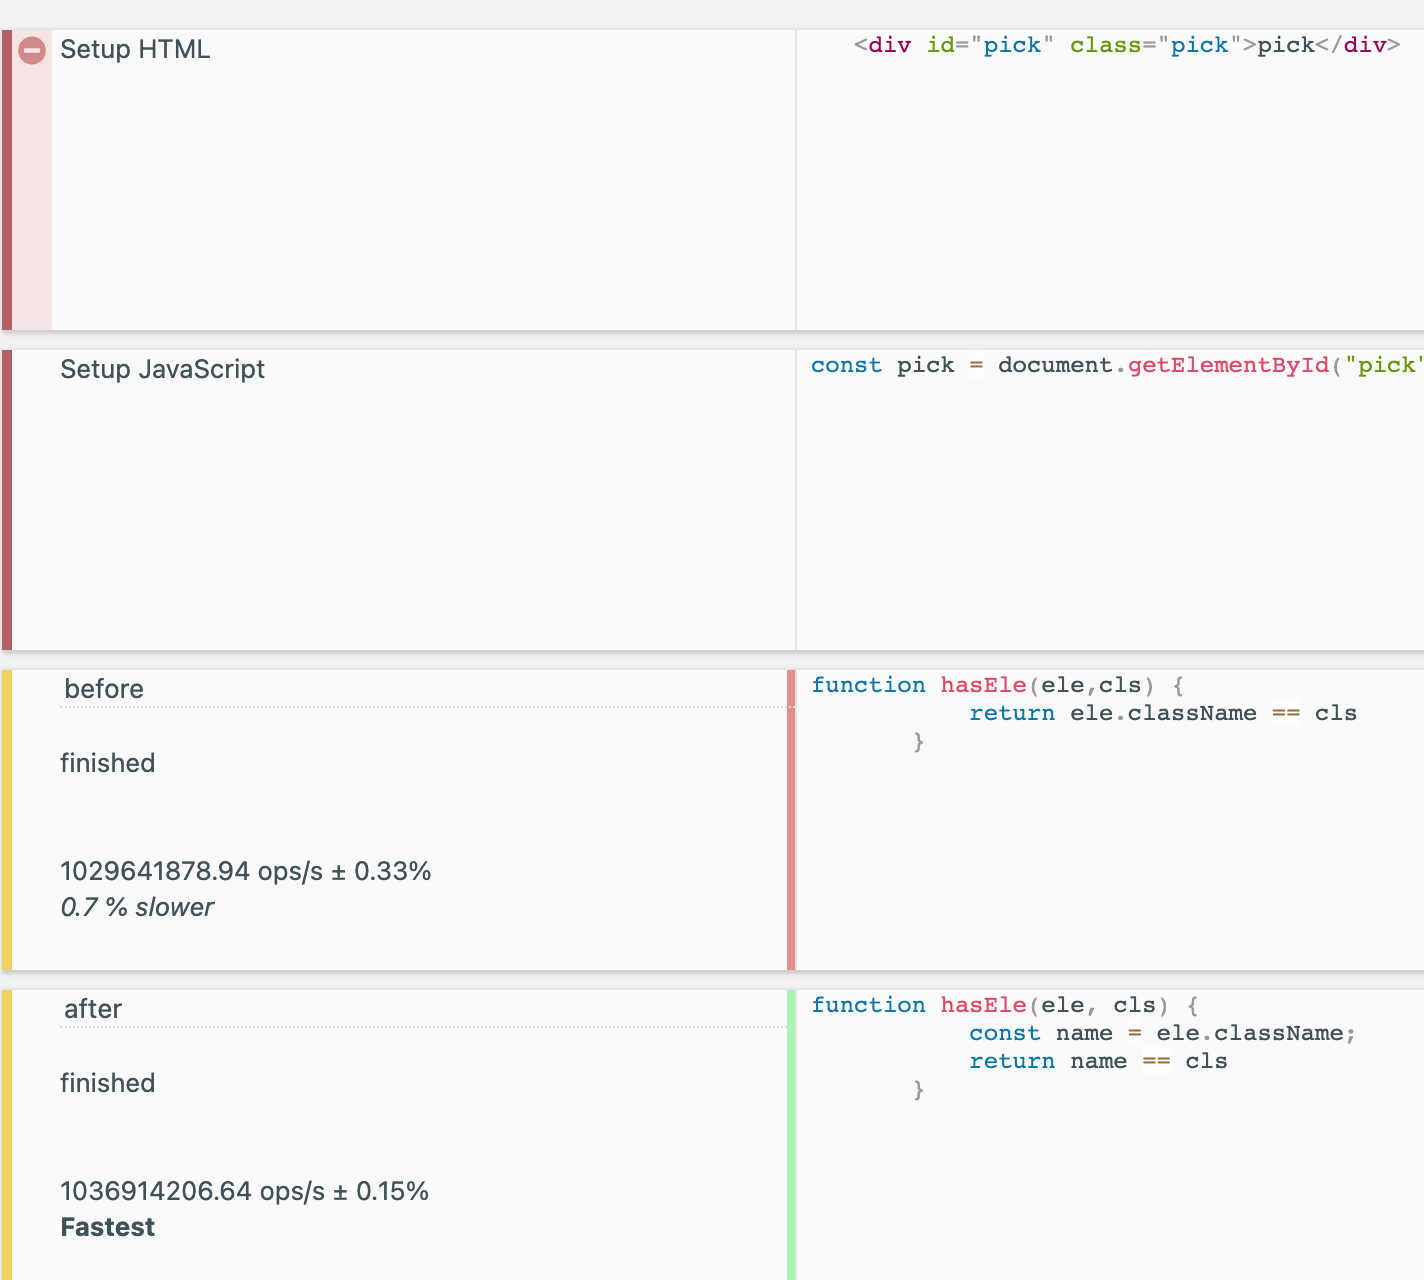 Setup HTML
<div id="pick" class="pick">pick</div>
Setup JavaScript
const pick = document.getElementById("pick"
before
finished
1029641878.94 ops/s ± 0.33%
0.7 % slower
function hasEle(ele,cls) {
return ele.className == cls
}
after
finished
1036914206.64 ops/s ± 0.15%
Fastest
function hasEle(ele, cls) {
const name = ele.className;
return name == cls
}